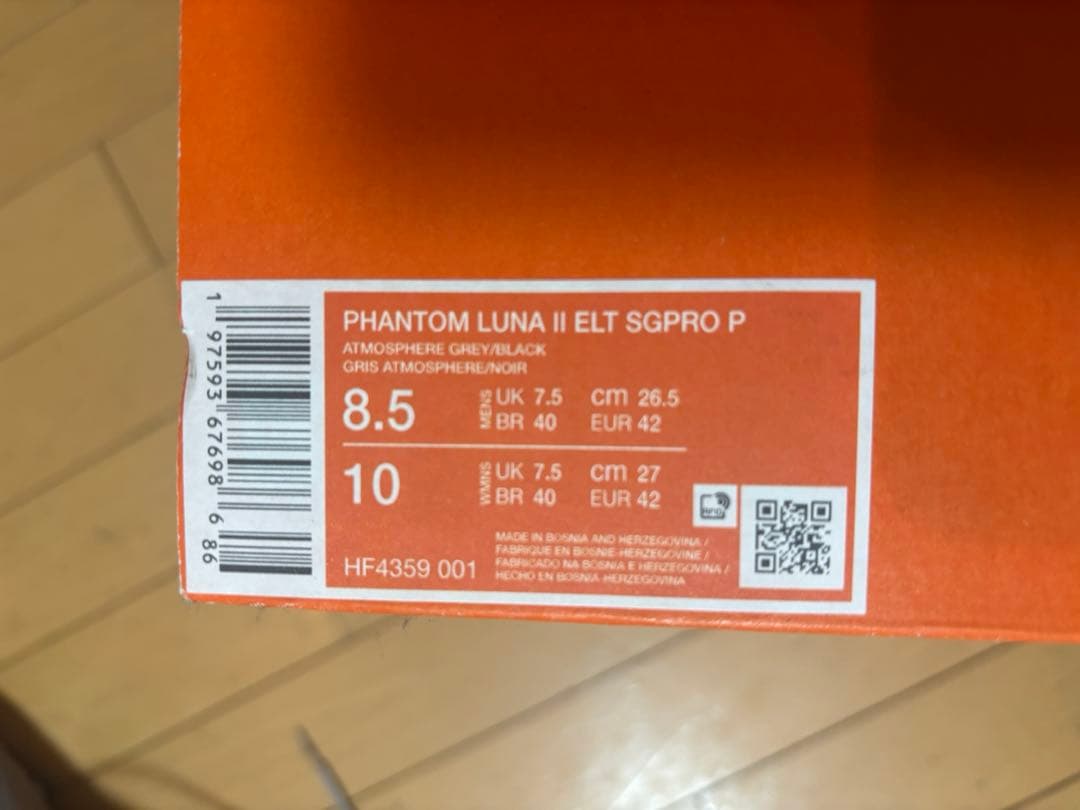 PHANTOM LUNA II ELT SGPRO P
ATMOSPHERE GREY/BLACK
GRIS ATMOSPHERE/NOIR
8.5 MENS UK 7.5 cm 26.5
BR 40 EUR 42
10 WMNS UK 7.5 cm 27
BR 40 EUR 42
RFID
HF4359 001
MADE IN BOSNIA AND HERZEGOVINA /
FABRIQUE EN BOSNIE-HERZEGOVINE /
FABRICADO NA BOSNIA E HERZEGOVINA /
HECHO EN BOSNIA-HERZEGOVINA
1 97593 67698 6 86